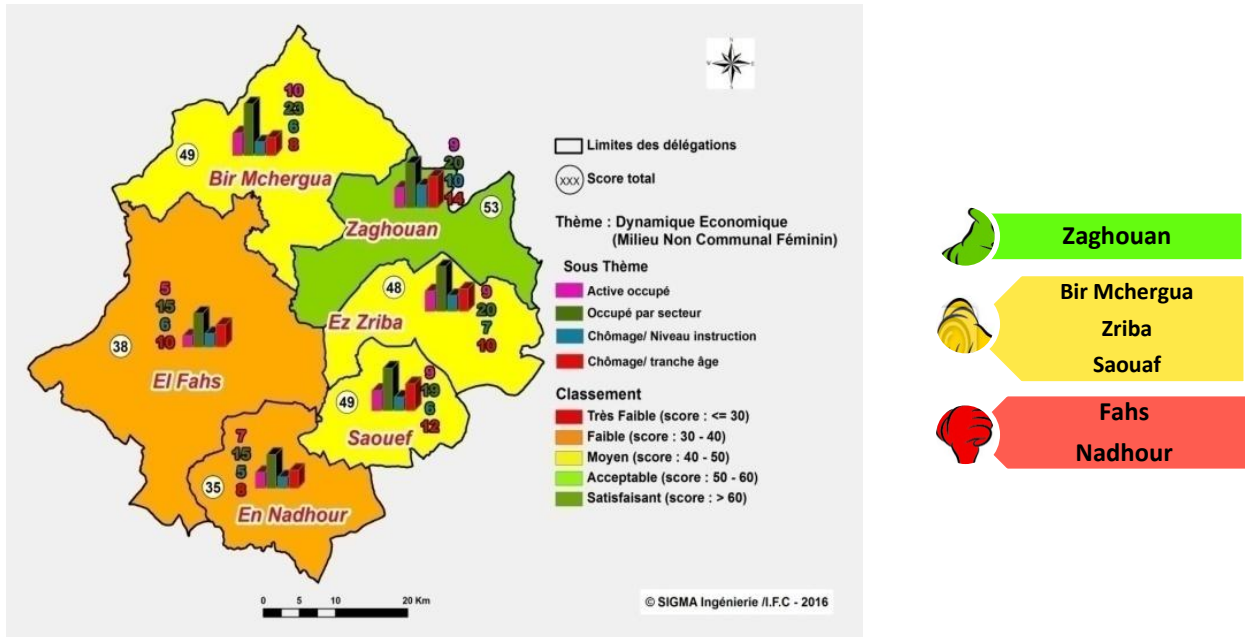 10
23
6
8
49
Bir Mchergua
9
20
10
14
53
Zaghouan
48
9
20
7
10
Ez Zriba
5
15
6
10
38
El Fahs
9
19
6
12
49
Saouef
7
15
5
8
35
En Nadhour
0 5 10 20 Km
Limites des délégations
xxx Score total
Thème : Dynamique Economique
(Milieu Non Communal Féminin)
Sous Thème
Active occupé
Occupé par secteur
Chômage/ Niveau instruction
Chômage/ tranche âge
Classement
Très Faible (score : <= 30)
Faible (score : 30 - 40)
Moyen (score : 40 - 50)
Acceptable (score : 50 - 60)
Satisfaisant (score : > 60)
© SIGMA Ingénierie /I.F.C - 2016
Zaghouan
Bir Mchergua
Zriba
Saouaf
Fahs
Nadhour